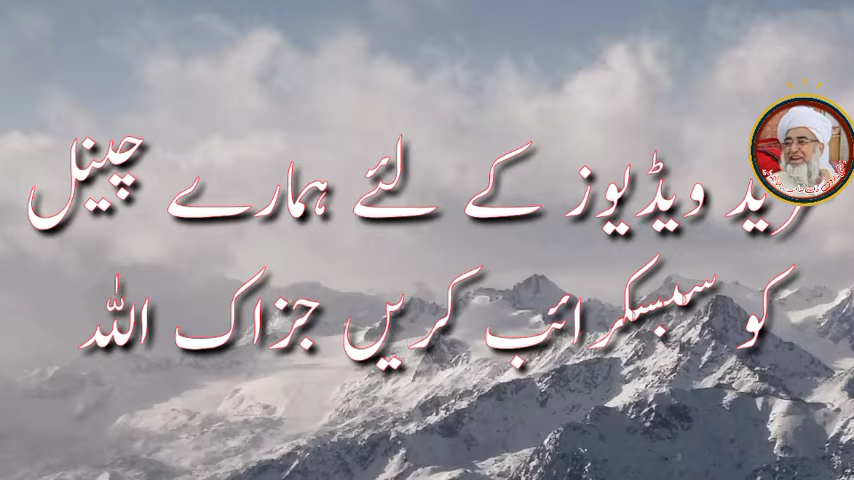 ویڈیوز کے لئے ہمارے چینل
کو سبسکرائب کریں جزاک اللہ